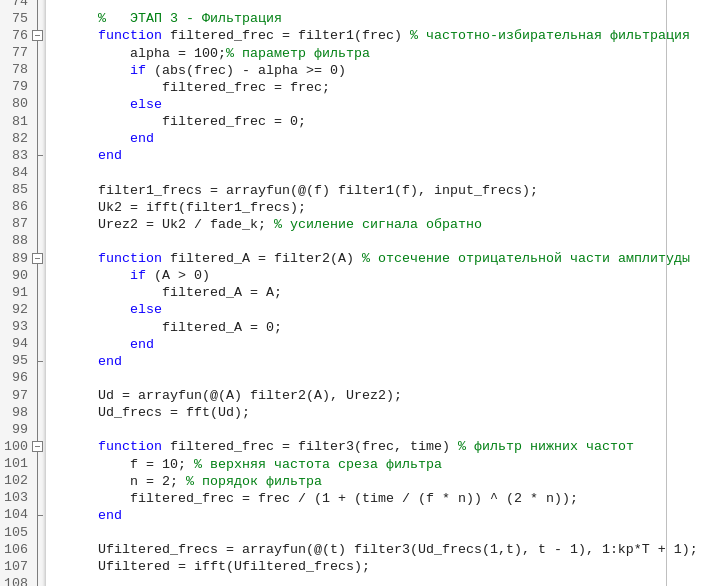 74
75 % ЭТАП 3 - Фильтрация
76 function filtered_frec = filter1(frec) % частотно-избирательная фильтрация
77 alpha = 100;% параметр фильтра
78 if (abs(frec) - alpha >= 0)
79 filtered_frec = frec;
80 else
81 filtered_frec = 0;
82 end
83 end
84
85 filter1_frecs = arrayfun(@(f) filter1(f), input_frecs);
86 Uk2 = ifft(filter1_frecs);
87 Urez2 = Uk2 / fade_k; % усиление сигнала обратно
88
89 function filtered_A = filter2(A) % отсечение отрицательной части амплитуды
90 if (A > 0)
91 filtered_A = A;
92 else
93 filtered_A = 0;
94 end
95 end
96
97 Ud = arrayfun(@(A) filter2(A), Urez2);
98 Ud_frecs = fft(Ud);
99
100 function filtered_frec = filter3(frec, time) % фильтр нижних частот
101 f = 10; % верхняя частота среза фильтра
102 n = 2; % порядок фильтра
103 filtered_frec = frec / (1 + (time / (f * n)) ^ (2 * n));
104 end
105
106 Ufiltered_frecs = arrayfun(@(t) filter3(Ud_frecs(1,t), t - 1), 1:kp*T + 1);
107 Ufiltered = ifft(Ufiltered_frecs);
108